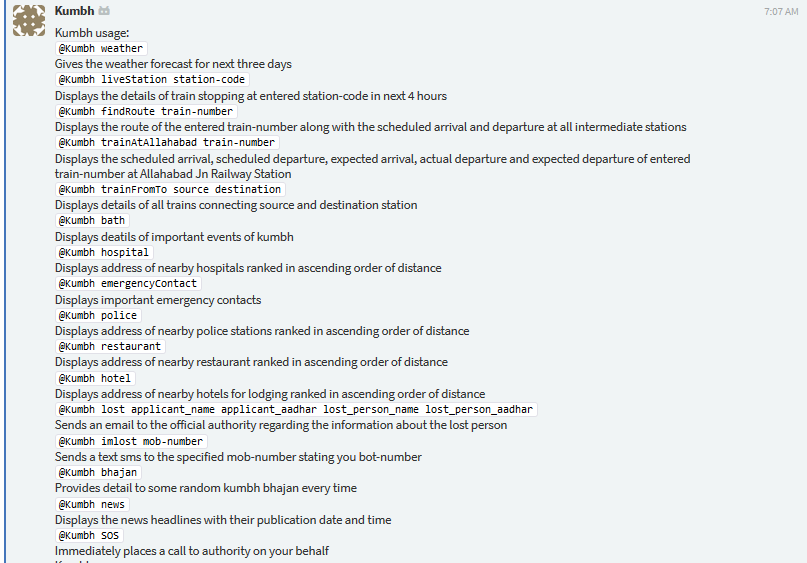 Kumbh
7:07 AM
Kumbh usage:
@Kumbh weather
Gives the weather forecast for next three days
@Kumbh liveStation station-code
Displays the details of train stopping at entered station-code in next 4 hours
@Kumbh findRoute train-number
Displays the route of the entered train-number along with the scheduled arrival and departure at all intermediate stations
@Kumbh trainAtAllahabad train-number
Displays the scheduled arrival, scheduled departure, expected arrival, actual departure and expected departure of entered
train-number at Allahabad Jn Railway Station
@Kumbh trainFromTo source destination
Displays details of all trains connecting source and destination station
@Kumbh bath
Displays deatils of important events of kumbh
@Kumbh hospital
Displays address of nearby hospitals ranked in ascending order of distance
@Kumbh emergencyContact
Displays important emergency contacts
@Kumbh police
Displays address of nearby police stations ranked in ascending order of distance
@Kumbh restaurant
Displays address of nearby restaurant ranked in ascending order of distance
@Kumbh hotel
Displays address of nearby hotels for lodging ranked in ascending order of distance
@Kumbh lost applicant_name applicant_aadhar lost_person_name lost_person_aadhar
Sends an email to the official authority regarding the information about the lost person
@Kumbh imlost mob-number
Sends a text sms to the specified mob-number stating you bot-number
@Kumbh bhajan
Provides detail to some random kumbh bhajan every time
@Kumbh news
Displays the news headlines with their publication date and time
@Kumbh SOS
Immediately places a call to authority on your behalf